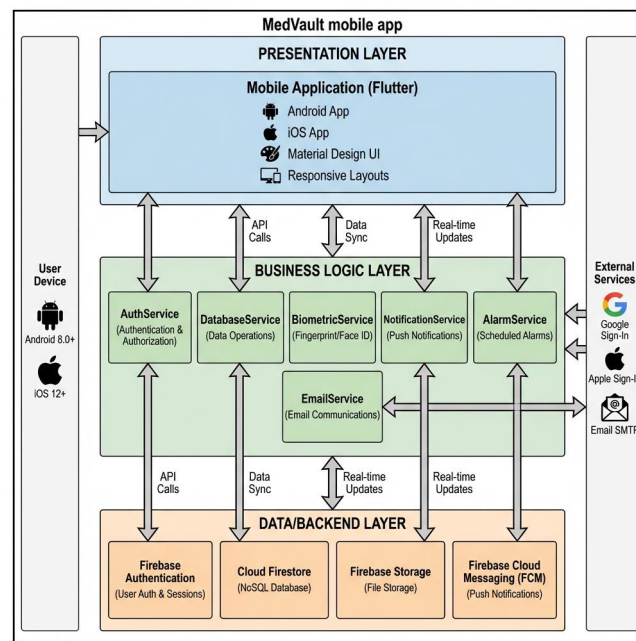 MedVault mobile app
PRESENTATION LAYER
Mobile Application (Flutter)
Android App
iOS App
Material Design UI
Responsive Layouts
API
Calls
Data
Sync
Real-time
Updates
User
Device
Android 8.0+
iOS 12+
BUSINESS LOGIC LAYER
AuthService
(Authentication &
Authorization)
DatabaseService
(Data Operations)
BiometricService
(Fingerprint/Face ID)
NotificationService
(Push Notifications)
AlarmService
(Scheduled Alarms)
EmailService
(Email Communications)
External
Services
Google
Sign-In
Apple Sign-I
Email SMTP
API
Calls
Data
Sync
Real-time
Updates
Real-time
Updates
DATA/BACKEND LAYER
Firebase
Authentication
(User Auth & Sessions)
Cloud Firestore
(NoSQL Database)
Firebase Storage
(File Storage)
Firebase Cloud
Messaging (FCM)
(Push Notifications)